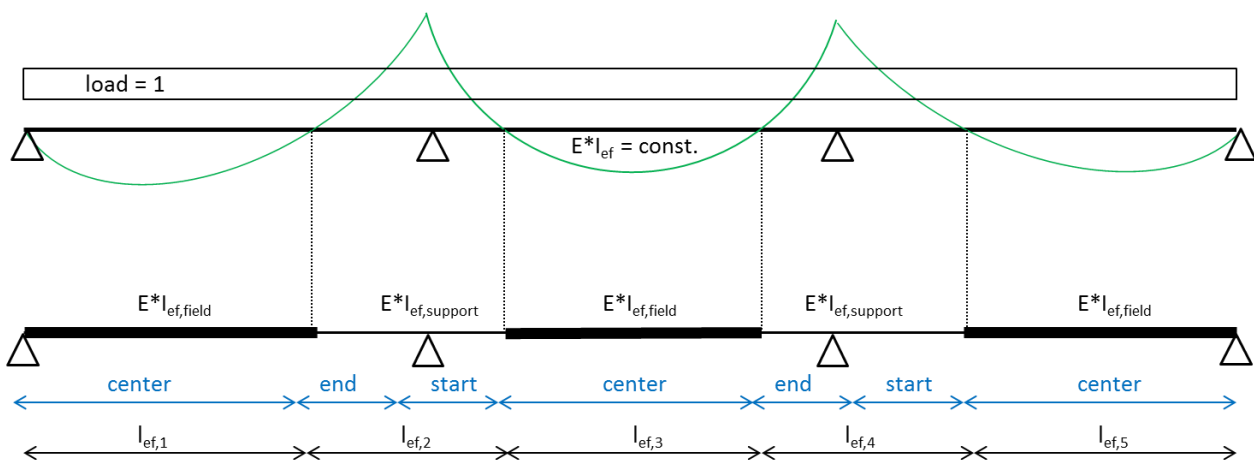 load = 1
E*I_ef = const.
E*I_ef,field E*I_ef,support E*I_ef,field E*I_ef,support E*I_ef,field
center end start center end start center
l_ef,1 l_ef,2 l_ef,3 l_ef,4 l_ef,5